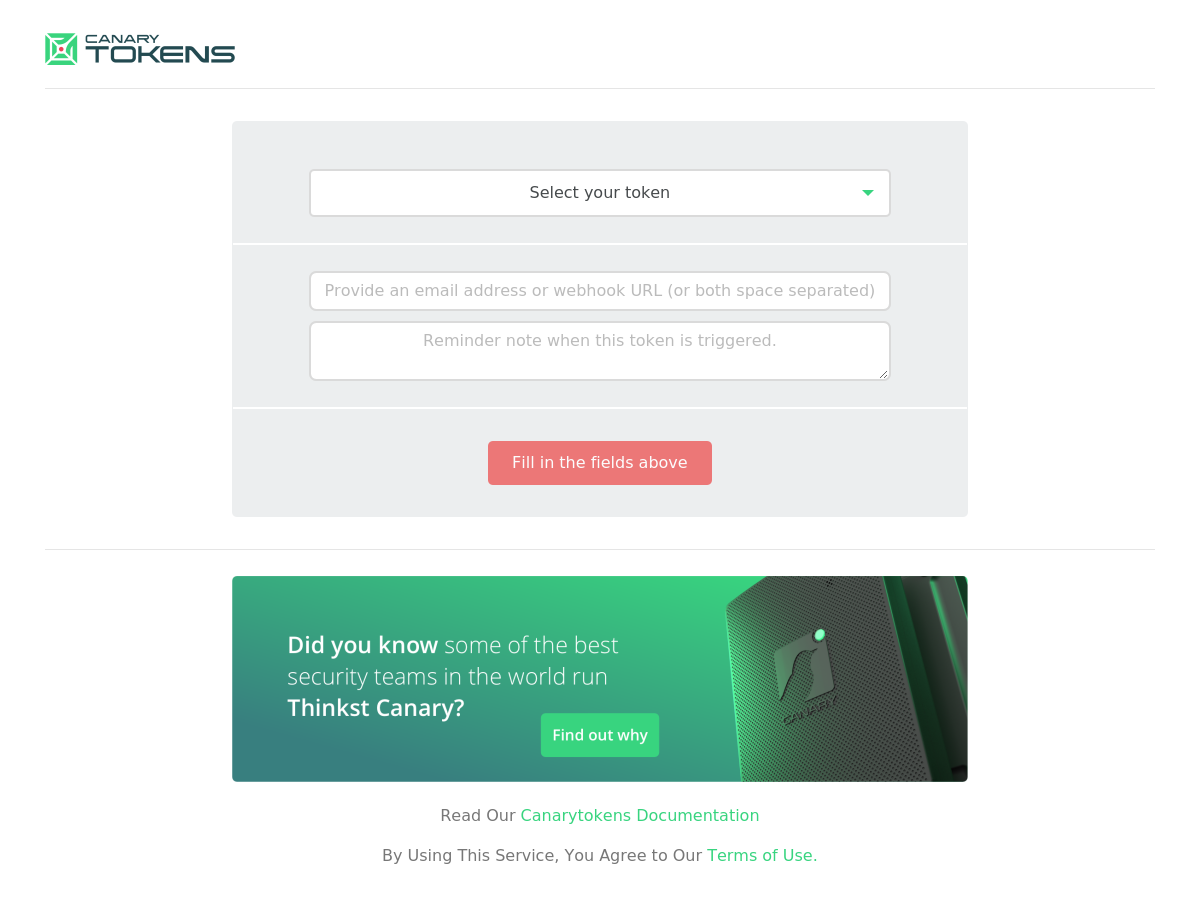 CANARY
TOKENS
Select your token
Provide an email address or webhook URL (or both space separated)
Reminder note when this token is triggered.
Fill in the fields above
Did you know some of the best
security teams in the world run
Thinkst Canary?
Find out why
CANARY
Read Our Canarytokens Documentation
By Using This Service, You Agree to Our Terms of Use.